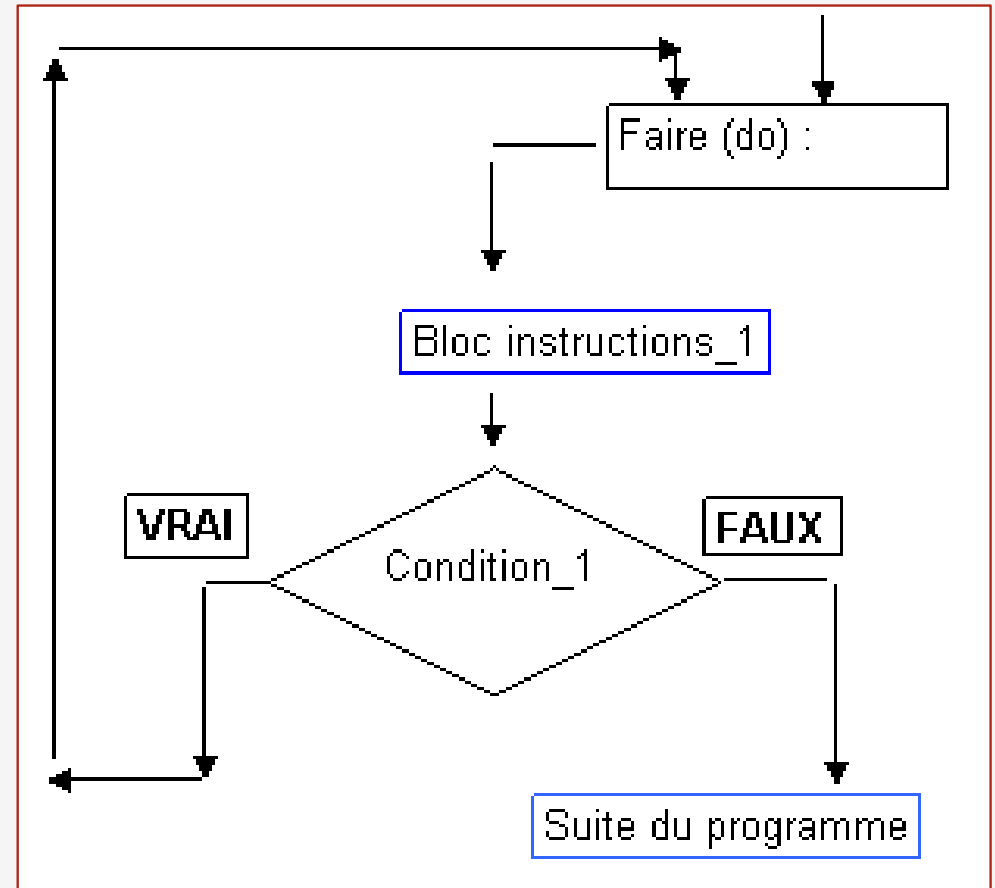 Faire (do) :
Bloc instructions_1
VRAI
FAUX
Condition_1
Suite du programme